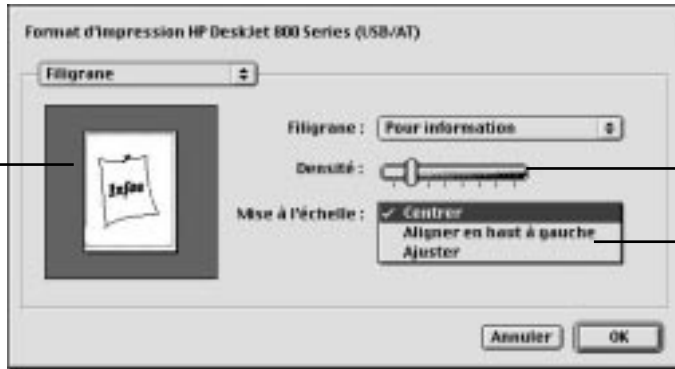 Format d'Impression HP DeskJet 800 Series (USB/AT)
Filigrane
Filigrane : Pour information
Densité :
Infos
Mise à l'échelle : ✓ Centrer
Aligner en haut à gauche
Ajuster
Annuler OK